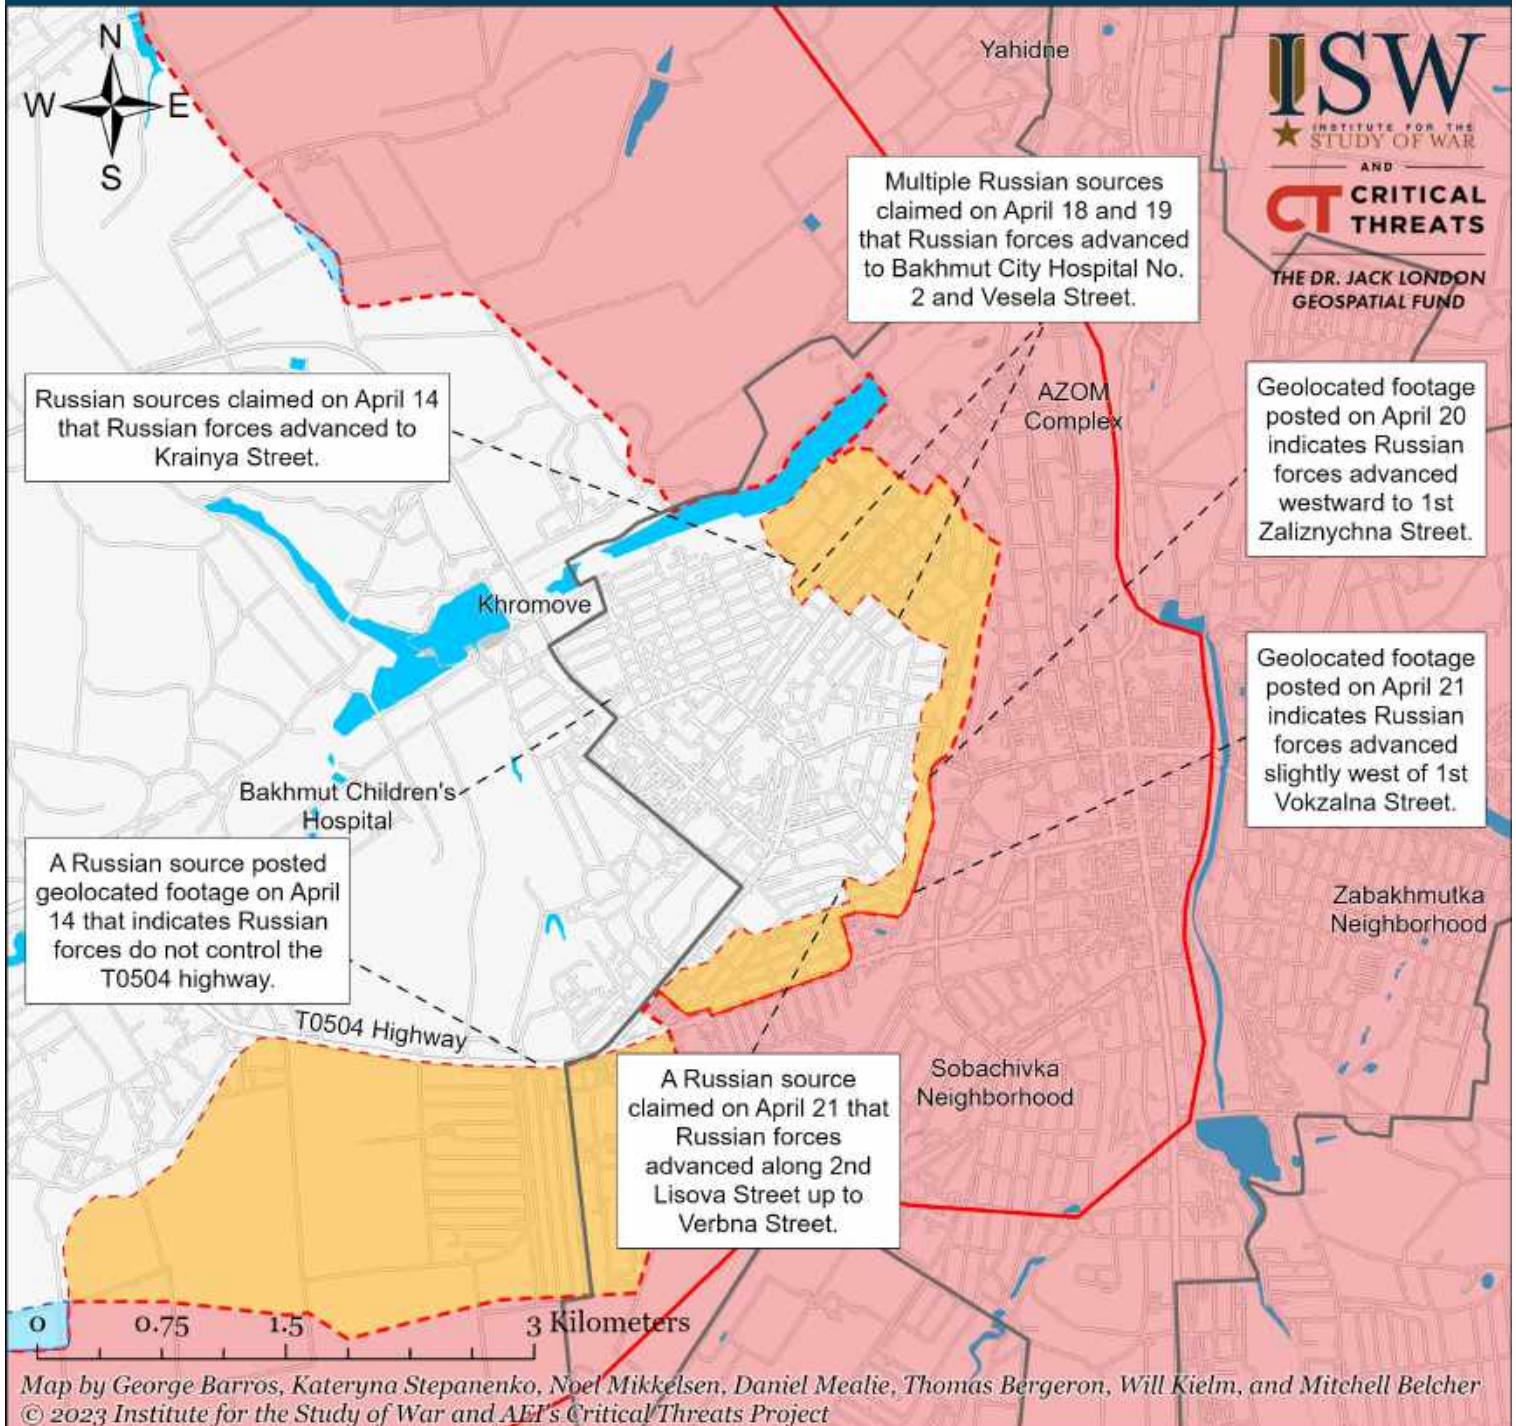 N
W
E
S
Yahidne
ISW
INSTITUTE FOR THE
STUDY OF WAR
AND
CT CRITICAL
THREATS
THE DR. JACK LONDON
GEOSPATIAL FUND
Multiple Russian sources
claimed on April 18 and 19
that Russian forces advanced
to Bakhmut City Hospital No.
2 and Vesela Street.
Russian sources claimed on April 14
that Russian forces advanced to
Krainya Street.
AZOM
Complex
Geolocated footage
posted on April 20
indicates Russian
forces advanced
westward to 1st
Zaliznychna Street.
Khromove
Geolocated footage
posted on April 21
indicates Russian
forces advanced
slightly west of 1st
Vokzalna Street.
Bakhmut Children's
Hospital
A Russian source posted
geolocated footage on April
14 that indicates Russian
forces do not control the
T0504 highway.
Zabakhmutka
Neighborhood
T0504 Highway
A Russian source
claimed on April 21 that
Russian forces
advanced along 2nd
Lisova Street up to
Verbna Street.
Sobachivka
Neighborhood
0 0.75 1.5 3 Kilometers
Map by George Barros, Kateryna Stepanenko, Noel Mikkelsen, Daniel Mealie, Thomas Bergeron, Will Kielm, and Mitchell Belcher
© 2023 Institute for the Study of War and AEI's Critical Threats Project